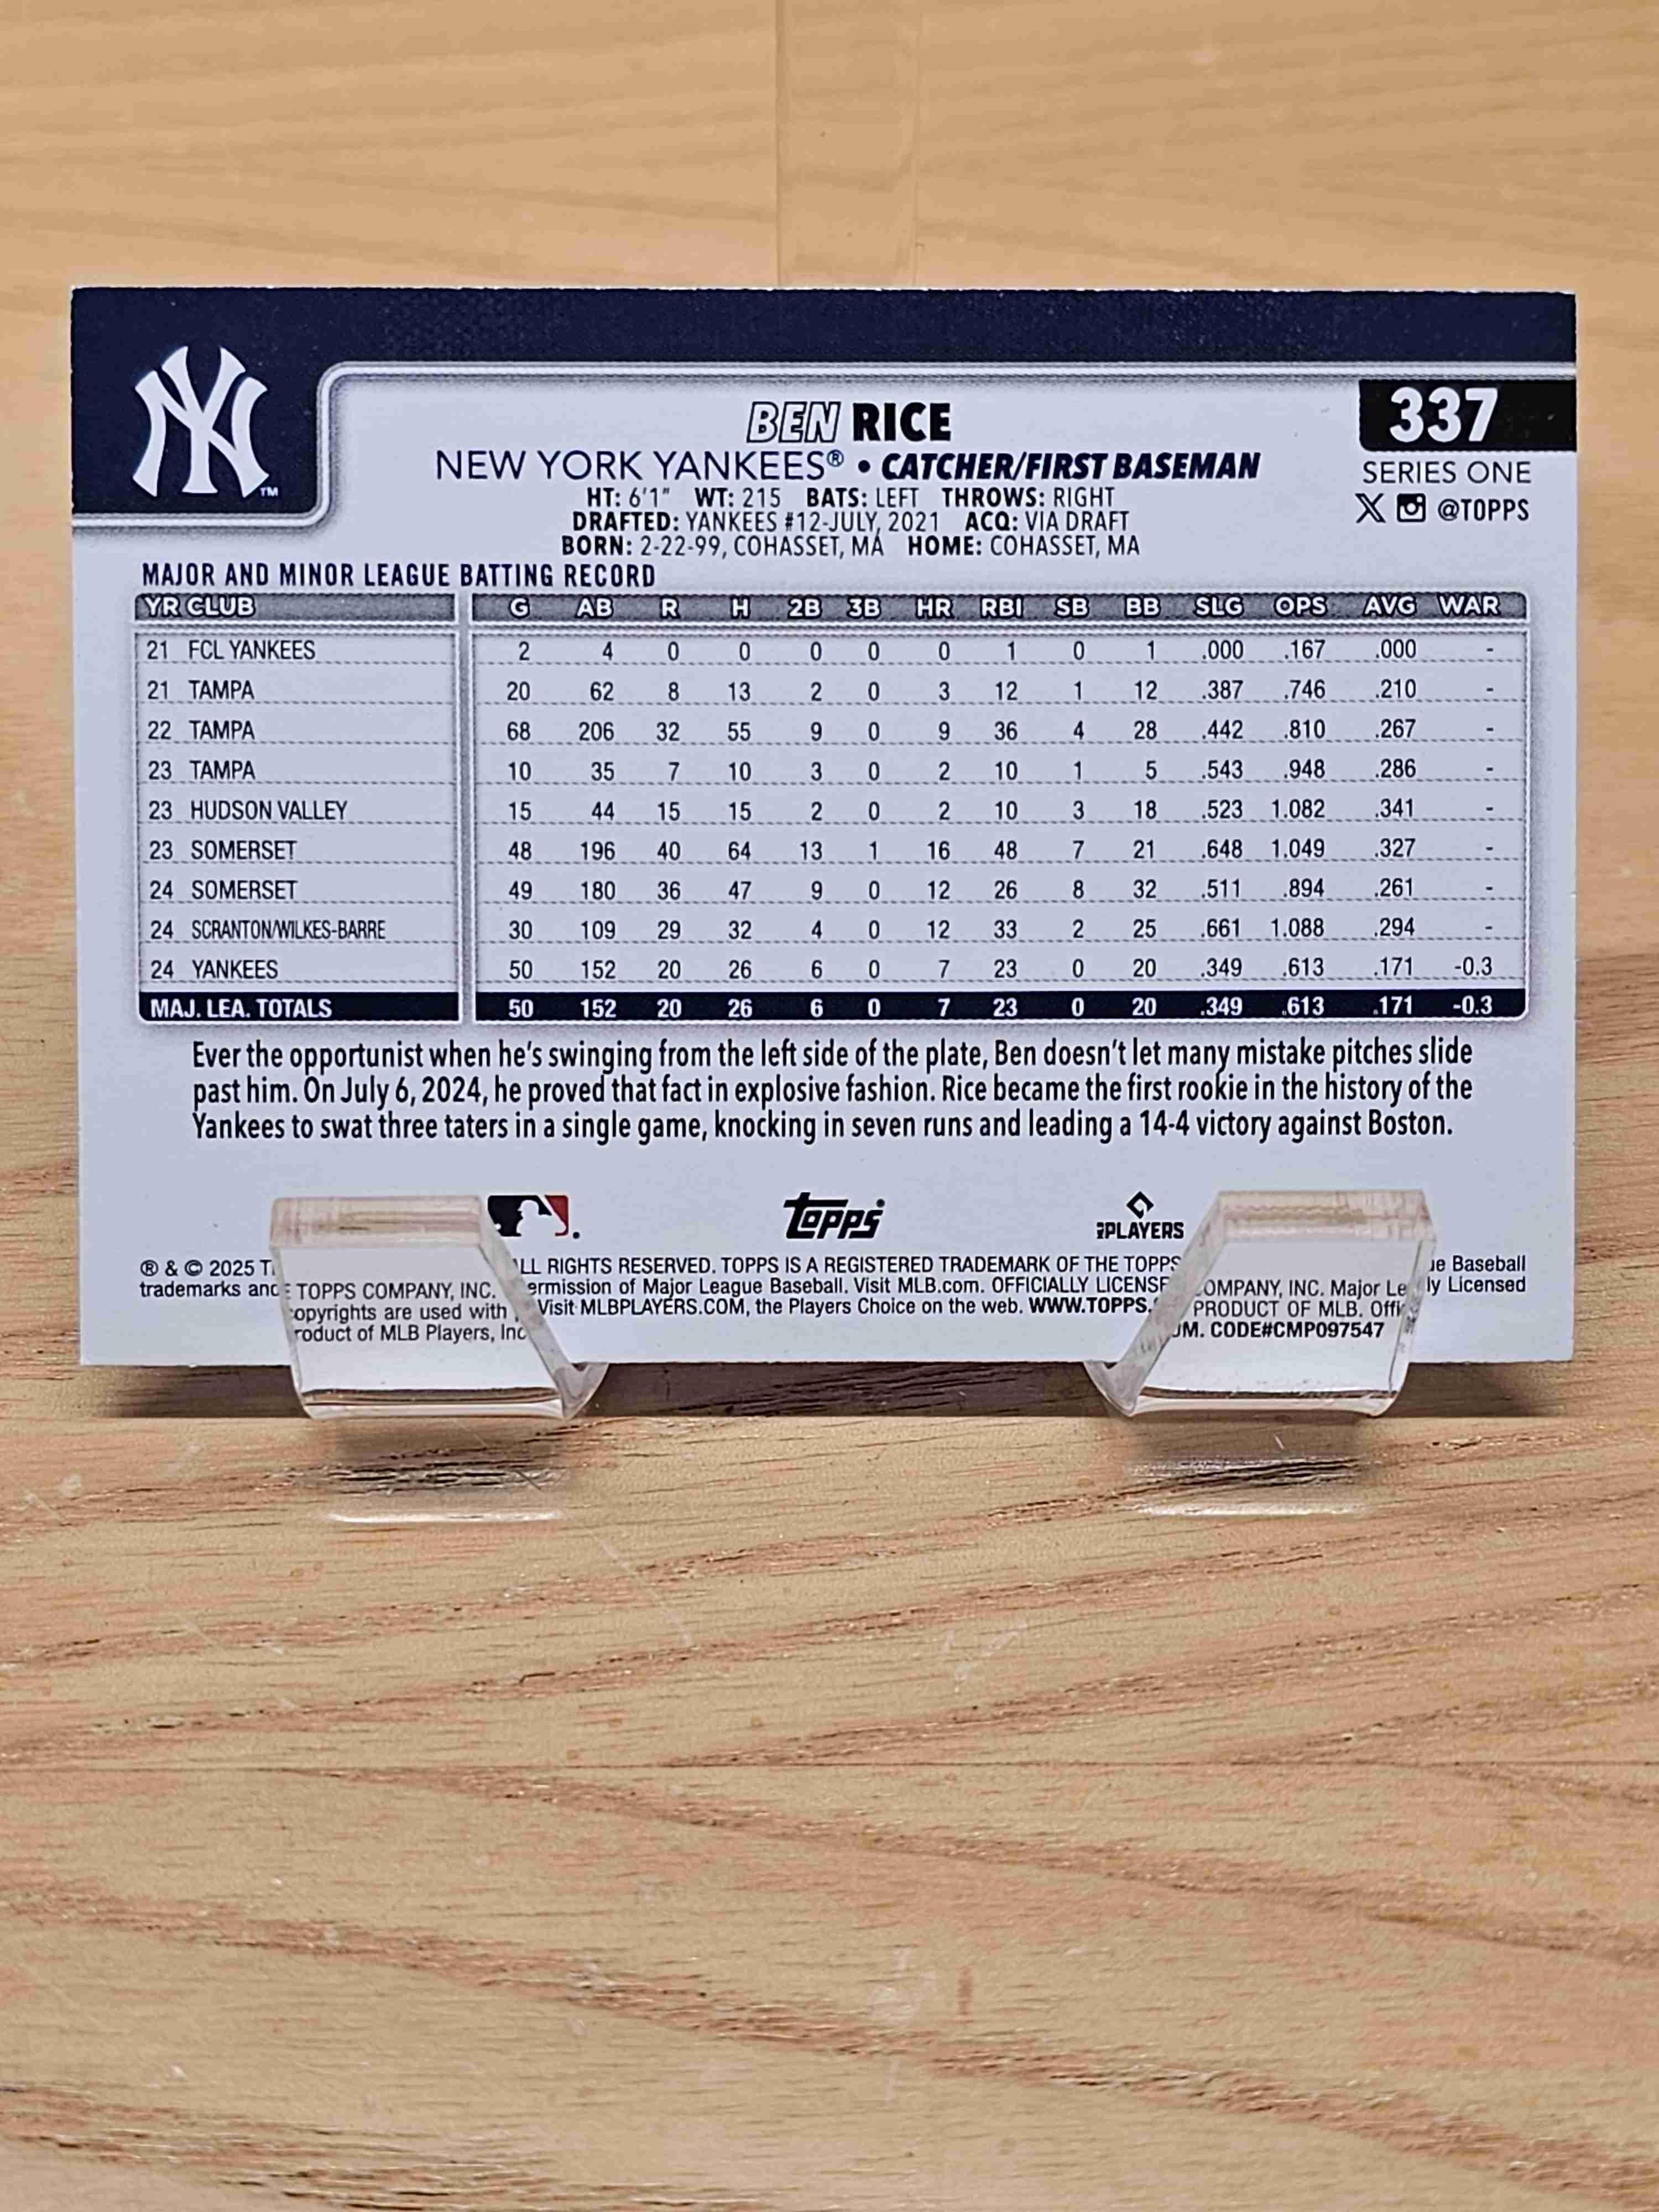 NY
TM
BEN RICE
337
NEW YORK YANKEES® • CATCHER/FIRST BASEMAN
SERIES ONE
HT: 6'1" WT: 215 BATS: LEFT THROWS: RIGHT
@TOPPS
DRAFTED: YANKEES #12-JULY, 2021 ACQ: VIA DRAFT
BORN: 2-22-99, COHASSET, MA HOME: COHASSET, MA
MAJOR AND MINOR LEAGUE BATTING RECORD
YR CLUB G AB R H 2B 3B HR RBI SB BB SLG OPS AVG WAR
21 FCL YANKEES 2 4 0 0 0 0 0 1 0 1 .000 .167 .000 -
21 TAMPA 20 62 8 13 2 0 3 12 1 12 .387 .746 .210 -
22 TAMPA 68 206 32 55 9 0 9 36 4 28 .442 .810 .267 -
23 TAMPA 10 35 7 10 3 0 2 10 1 5 .543 .948 .286 -
23 HUDSON VALLEY 15 44 15 15 2 0 2 10 3 18 .523 1.082 .341 -
23 SOMERSET 48 196 40 64 13 1 16 48 7 21 .648 1.049 .327 -
24 SOMERSET 49 180 36 47 9 0 12 26 8 32 .511 .894 .261 -
24 SCRANTON/WILKES-BARRE 30 109 29 32 4 0 12 33 2 25 .661 1.088 .294 -
24 YANKEES 50 152 20 26 6 0 7 23 0 20 .349 .613 .171 -0.3
MAJ. LEA. TOTALS 50 152 20 26 6 0 7 23 0 20 .349 .613 .171 -0.3
Ever the opportunist when he's swinging from the left side of the plate, Ben doesn't let many mistake pitches slide
past him. On July 6, 2024, he proved that fact in explosive fashion. Rice became the first rookie in the history of the
Yankees to swat three taters in a single game, knocking in seven runs and leading a 14-4 victory against Boston.
topps PLAYERS
® & © 2025 TOPPS COMPANY, INC. ALL RIGHTS RESERVED. TOPPS IS A REGISTERED TRADEMARK OF THE TOPPS COMPANY, INC. Major League Baseball
trademarks and copyrights are used with permission of Major League Baseball. Visit MLB.com. OFFICIALLY LICENSED PRODUCT OF MLB. Officially Licensed
Product of MLB Players, Inc. Visit MLBPLAYERS.COM, the Players Choice on the web. WWW.TOPPS.COM. CODE#CMP097547